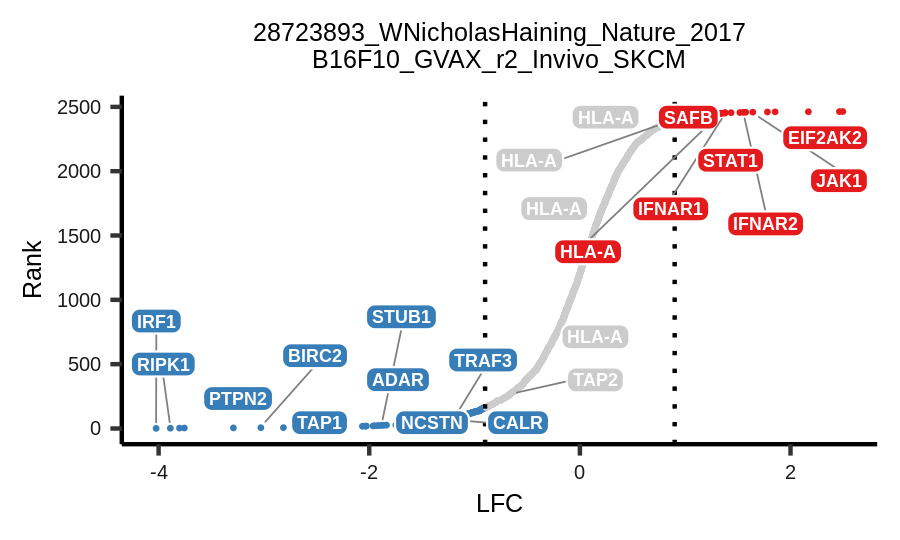 28723893_WNicholasHaining_Nature_2017
B16F10_GVAX_r2_Invivo_SKCM
Rank
2500
2000
1500
1000
500
0
HLA-A
SAFB
EIF2AK2
HLA-A
STAT1
JAK1
HLA-A
IFNAR1
IFNAR2
HLA-A
IRF1
STUB1
HLA-A
RIPK1
BIRC2
TRAF3
ADAR
TAP2
PTPN2
TAP1
NCSTN
CALR
-4
-2
0
2
LFC